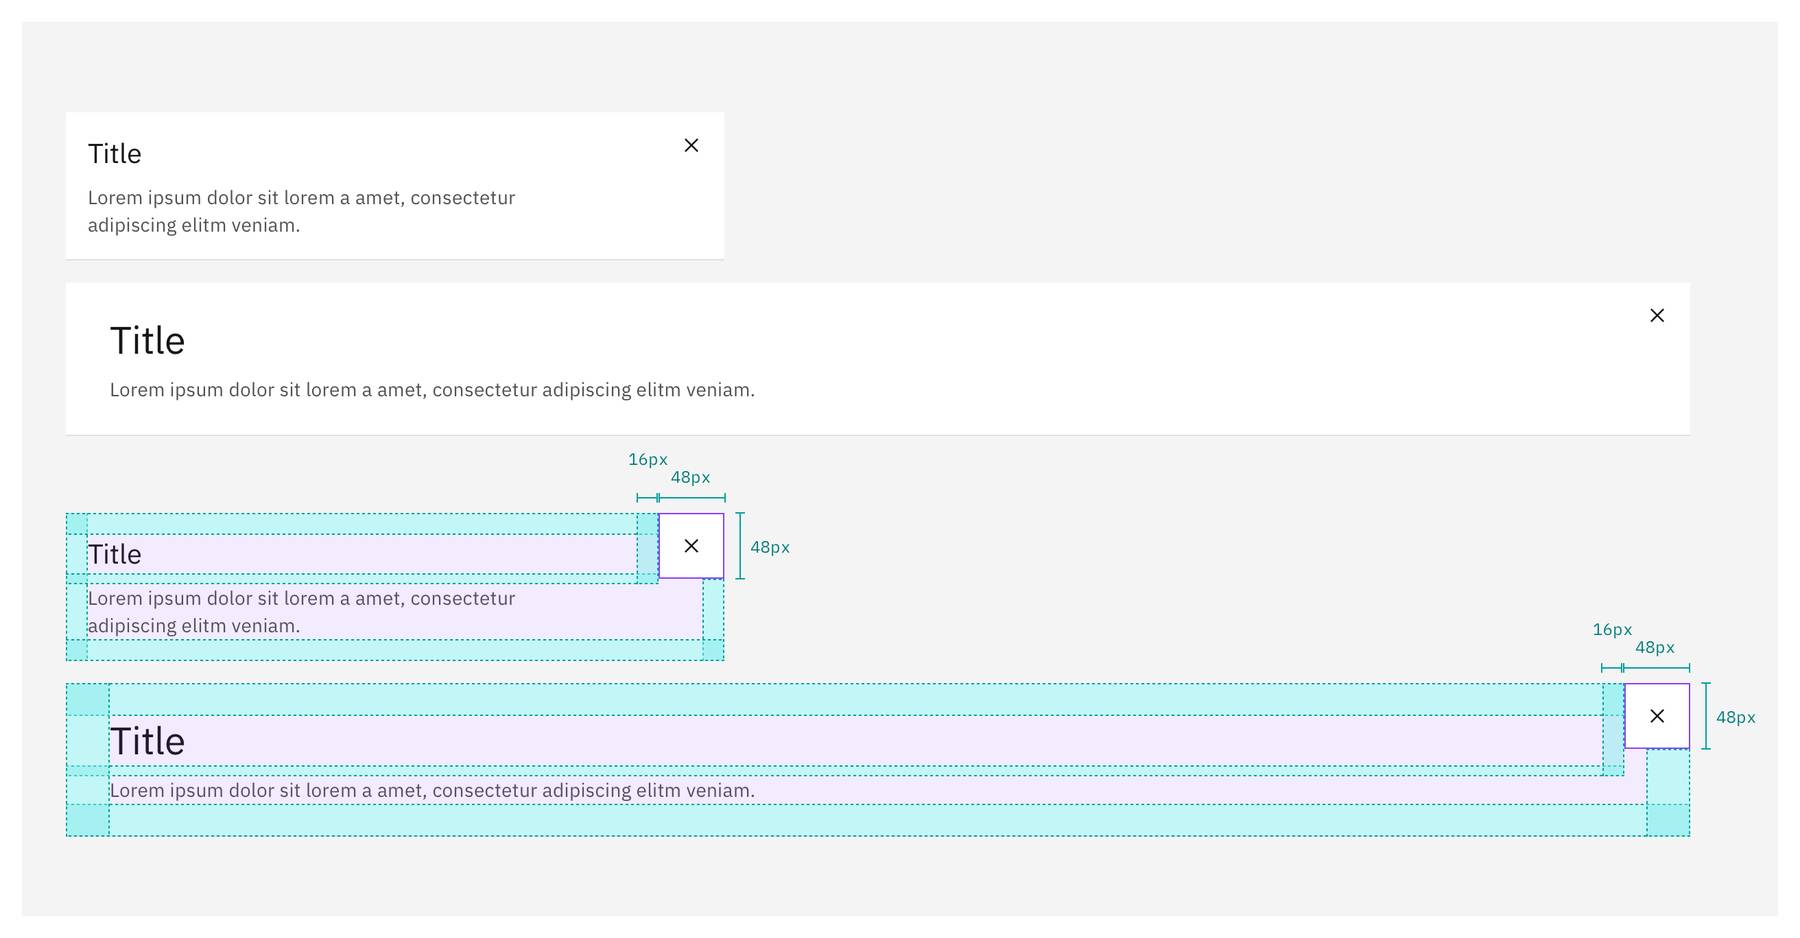 Title
Lorem ipsum dolor sit lorem a amet, consectetur
adipiscing elitm veniam.
Title
Lorem ipsum dolor sit lorem a amet, consectetur adipiscing elitm veniam.
16px
48px
Title
48px
Lorem ipsum dolor sit lorem a amet, consectetur
adipiscing elitm veniam.
16px
48px
Title
48px
Lorem ipsum dolor sit lorem a amet, consectetur adipiscing elitm veniam.